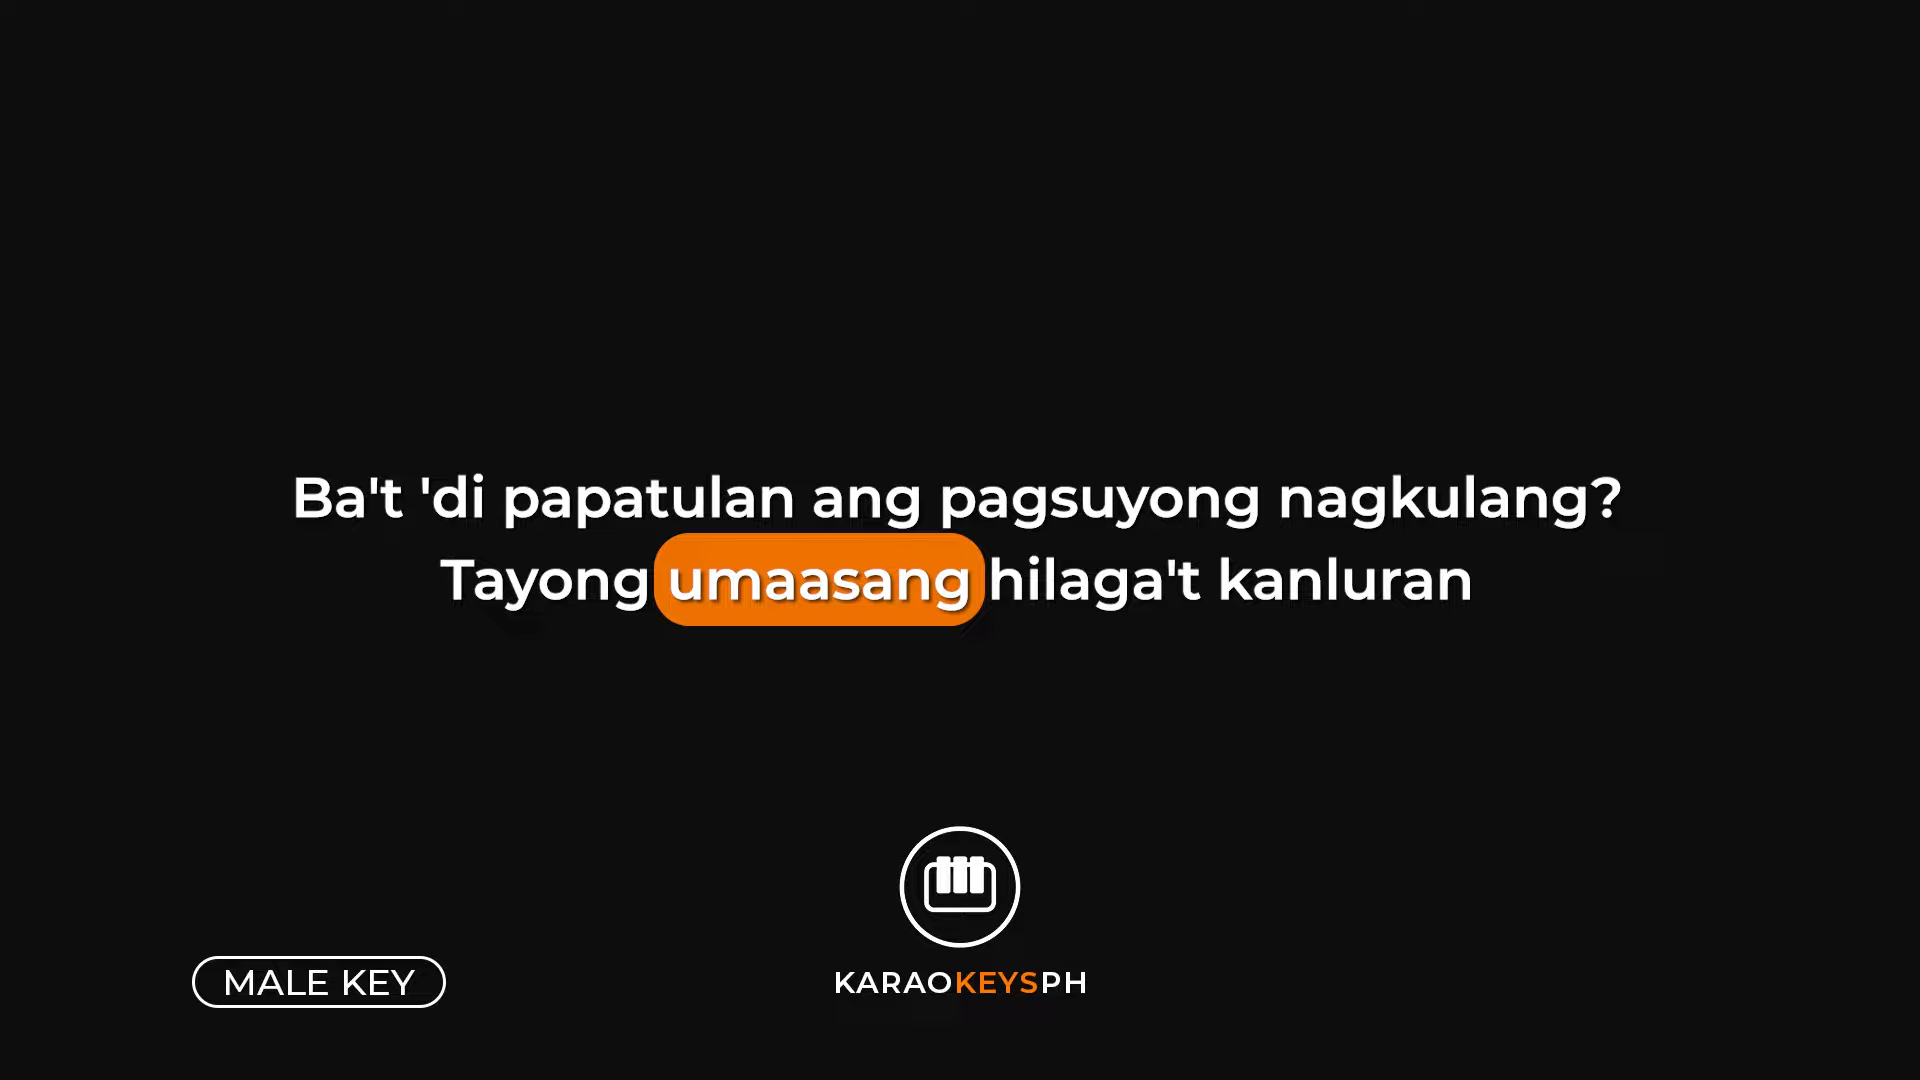 Ba't 'di papatulan ang pagsuyong nagkulang?
Tayong umaasang hilaga't kanluran
MALE KEY
KARAOKEYSPH